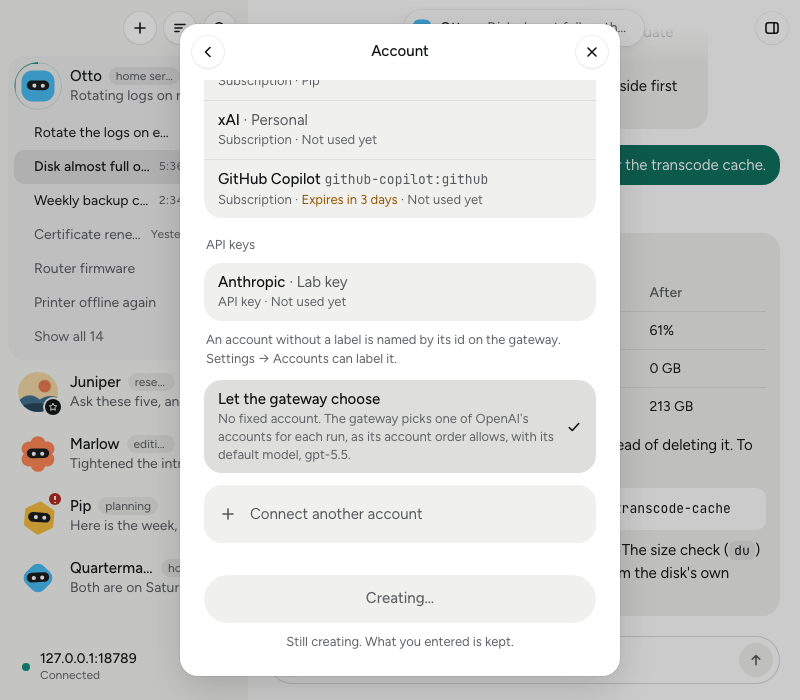 Account
Subscription · Pip
xAI · Personal
Subscription · Not used yet
GitHub Copilot github-copilot:github
Subscription · Expires in 3 days · Not used yet
API keys
Anthropic · Lab key
API key · Not used yet
An account without a label is named by its id on the gateway.
Settings → Accounts can label it.
Let the gateway choose
No fixed account. The gateway picks one of OpenAI's
accounts for each run, as its account order allows, with its
default model, gpt-5.5.
Connect another account
Creating…
Still creating. What you entered is kept.
Otto home ser…
Rotating logs on
Rotate the logs on e…
Disk almost full o… 5:36
Weekly backup c… 2:34
Certificate rene… Yeste
Router firmware
Printer offline again
Show all 14
Juniper rese…
Ask these five, an
Marlow editi…
Tightened the intr
Pip planning
Here is the week,
Quarterma… ho
Both are on Satur
127.0.0.1:18789
Connected
side first
the transcode cache.
After
61%
0 GB
213 GB
ead of deleting it. To
transcode-cache
The size check ( du )
m the disk's own